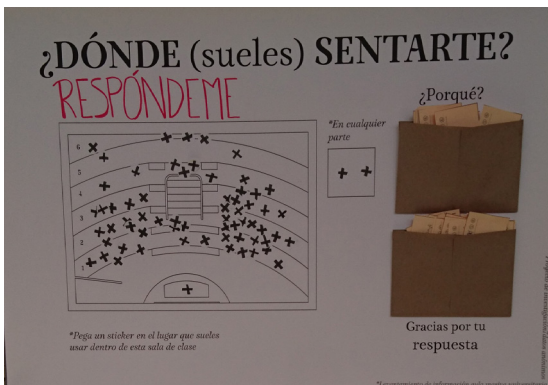 ¿DÓNDE (sueles) SENTARTE?
RESPÓNDEME
¿Porqué?
*En cualquier
parte
6
5
4
3
2
1
*Pega un sticker en el lugar que sueles
usar dentro de esta sala de clase
Gracias por tu
respuesta